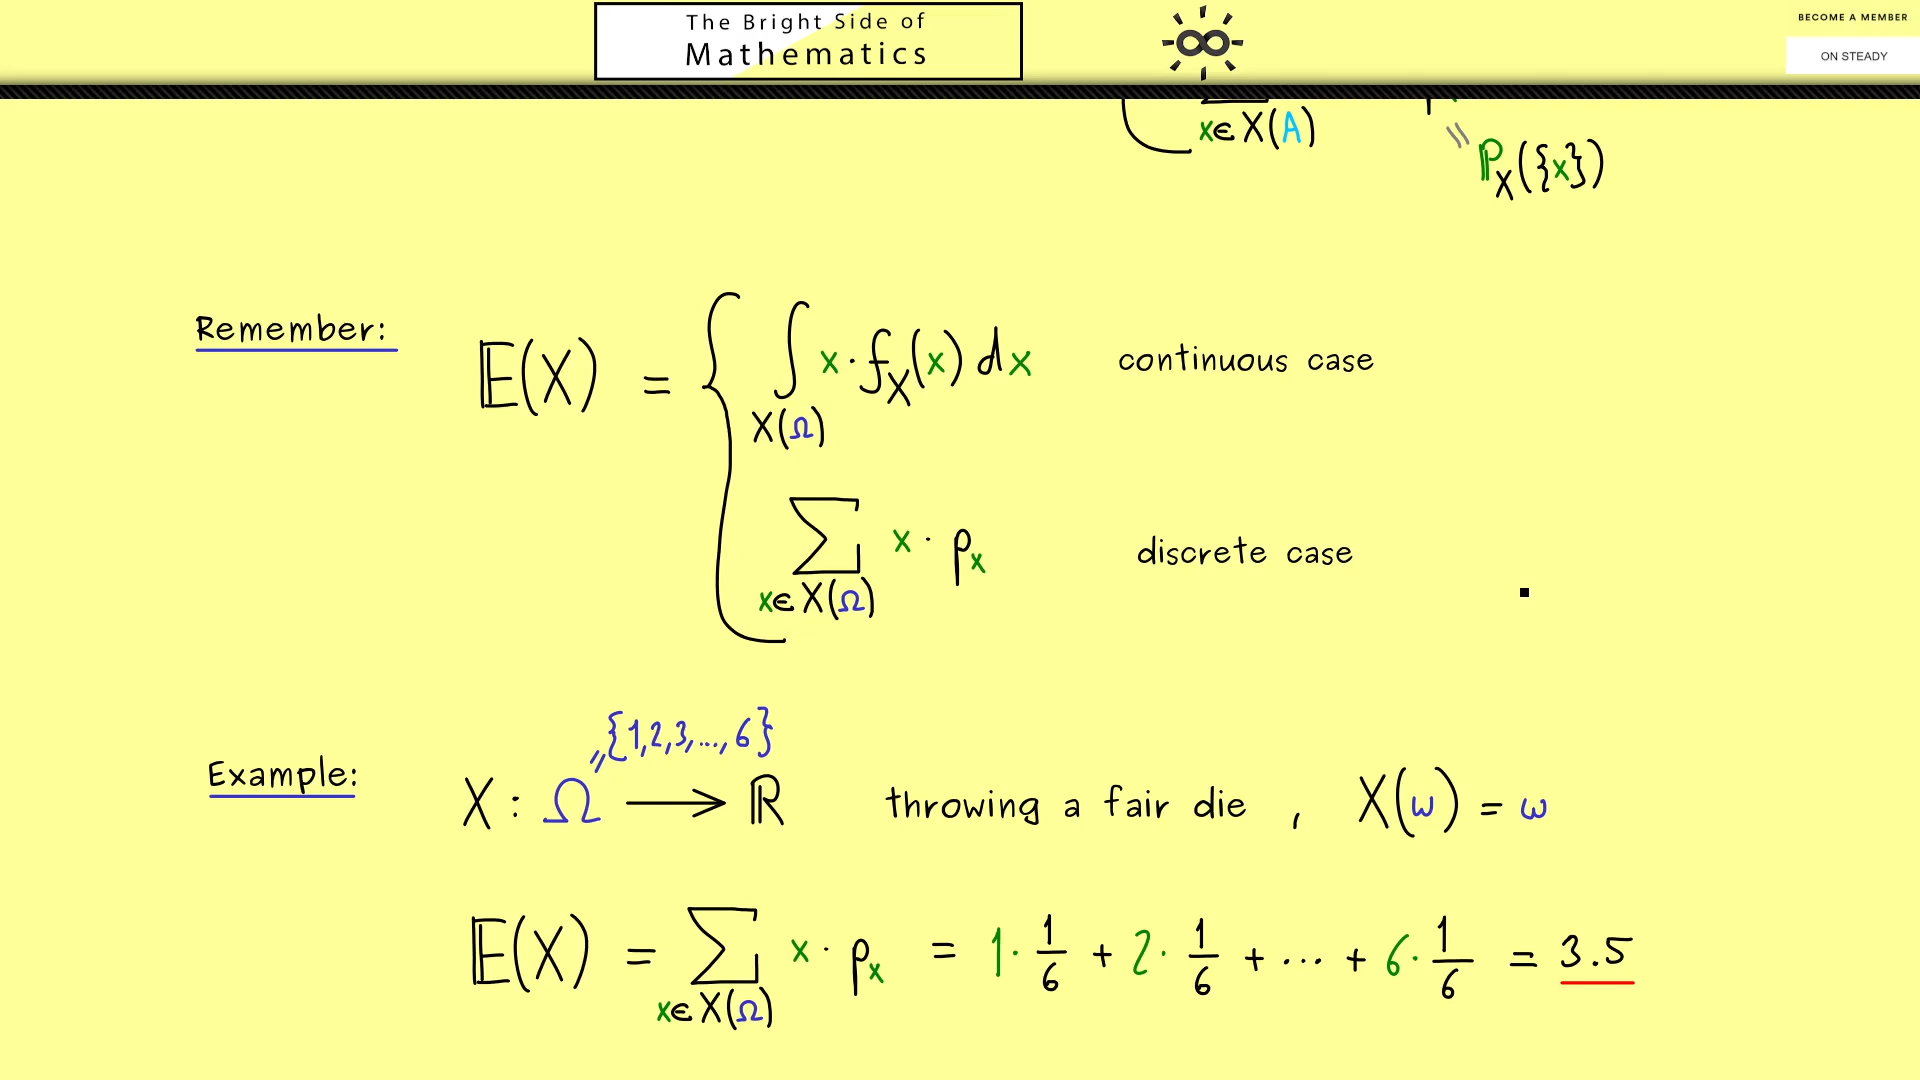 The Bright Side of
Mathematics
BECOME A MEMBER
ON STEADY
x∈X(A)
ℙ_X({x})
Remember:
𝔼(X) = { ∫_{X(Ω)} x · f_X(x) dx continuous case
∑_{x∈X(Ω)} x · p_x discrete case
{1,2,3,...,6}
Example: X : Ω ⟶ ℝ throwing a fair die , X(ω) = ω
𝔼(X) = ∑_{x∈X(Ω)} x · p_x = 1 · 1/6 + 2 · 1/6 + ... + 6 · 1/6 = 3.5